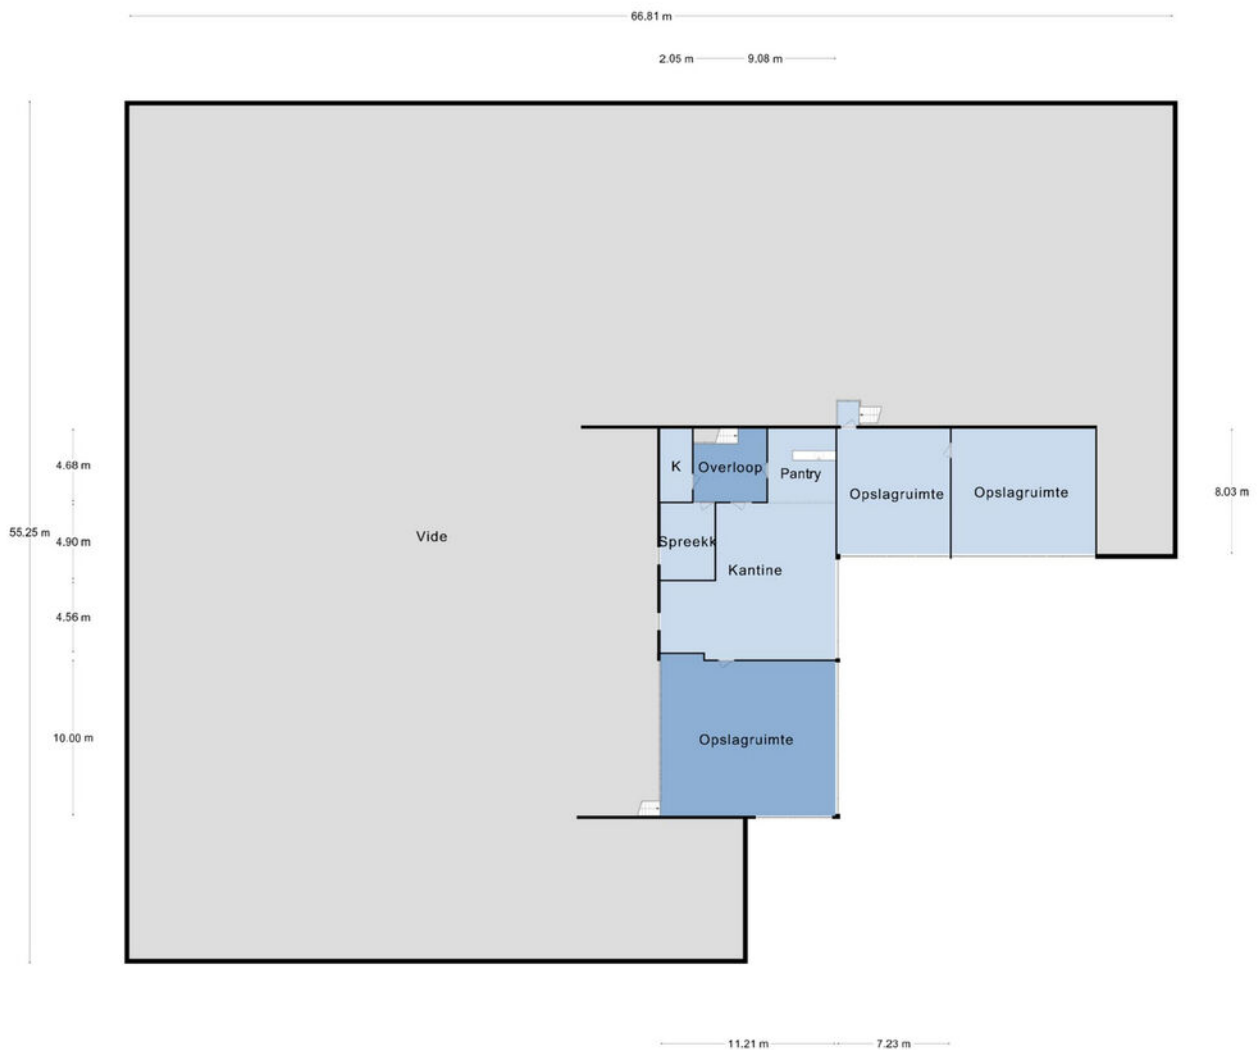 66.81 m
2.05 m 9.08 m
4.68 m
K
Overloop
Pantry
Opslagruimte
Opslagruimte
8.03 m
55.25 m
Vide
4.90 m
Spreekk
Kantine
4.56 m
10.00 m
Opslagruimte
11.21 m 7.23 m